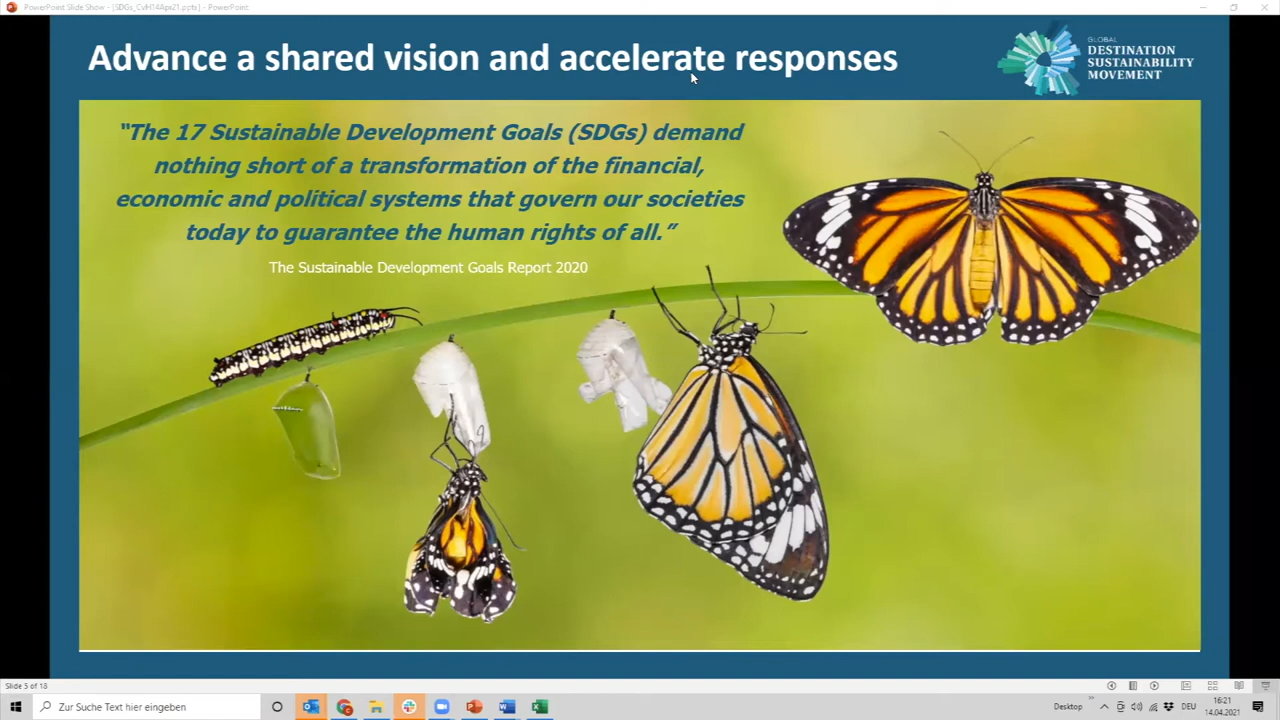 PowerPoint Slide Show - [SDGs_CvH14Apr21.pptx] - PowerPoint
Advance a shared vision and accelerate responses
GLOBAL
DESTINATION
SUSTAINABILITY
MOVEMENT
"The 17 Sustainable Development Goals (SDGs) demand
nothing short of a transformation of the financial,
economic and political systems that govern our societies
today to guarantee the human rights of all."
The Sustainable Development Goals Report 2020
Slide 5 of 18
Zur Suche Text hier eingeben
Desktop
DEU
16:21
14.04.2021